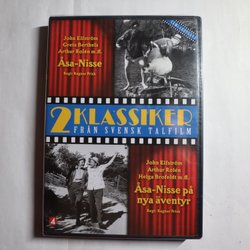 John Elfström
Greta Berthels
Arthur Rolén m.fl.
Åsa-Nisse
Regi: Ragnar Frisk
2 KLASSIKER
FRÅN SVENSK TALFILM
John Elfström
Arthur Rolén
Helga Brofeldt m.fl.
Åsa-Nisse på
nya äventyr
Regi: Ragnar Frisk
4